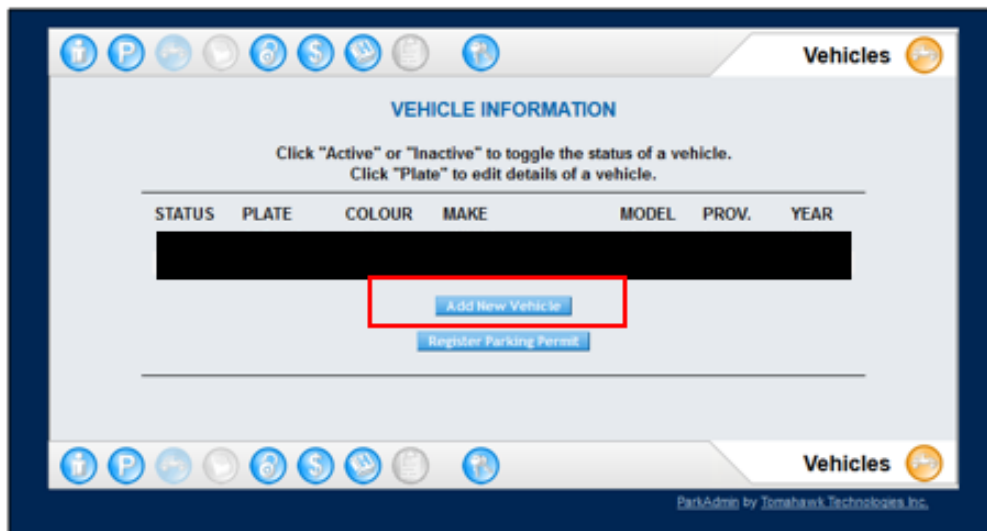 Vehicles
VEHICLE INFORMATION
Click "Active" or "Inactive" to toggle the status of a vehicle.
Click "Plate" to edit details of a vehicle.
STATUS PLATE COLOUR MAKE MODEL PROV. YEAR
Add New Vehicle
Register Parking Permit
Vehicles
ParkAdmin by Tomahawk Technologies Inc.